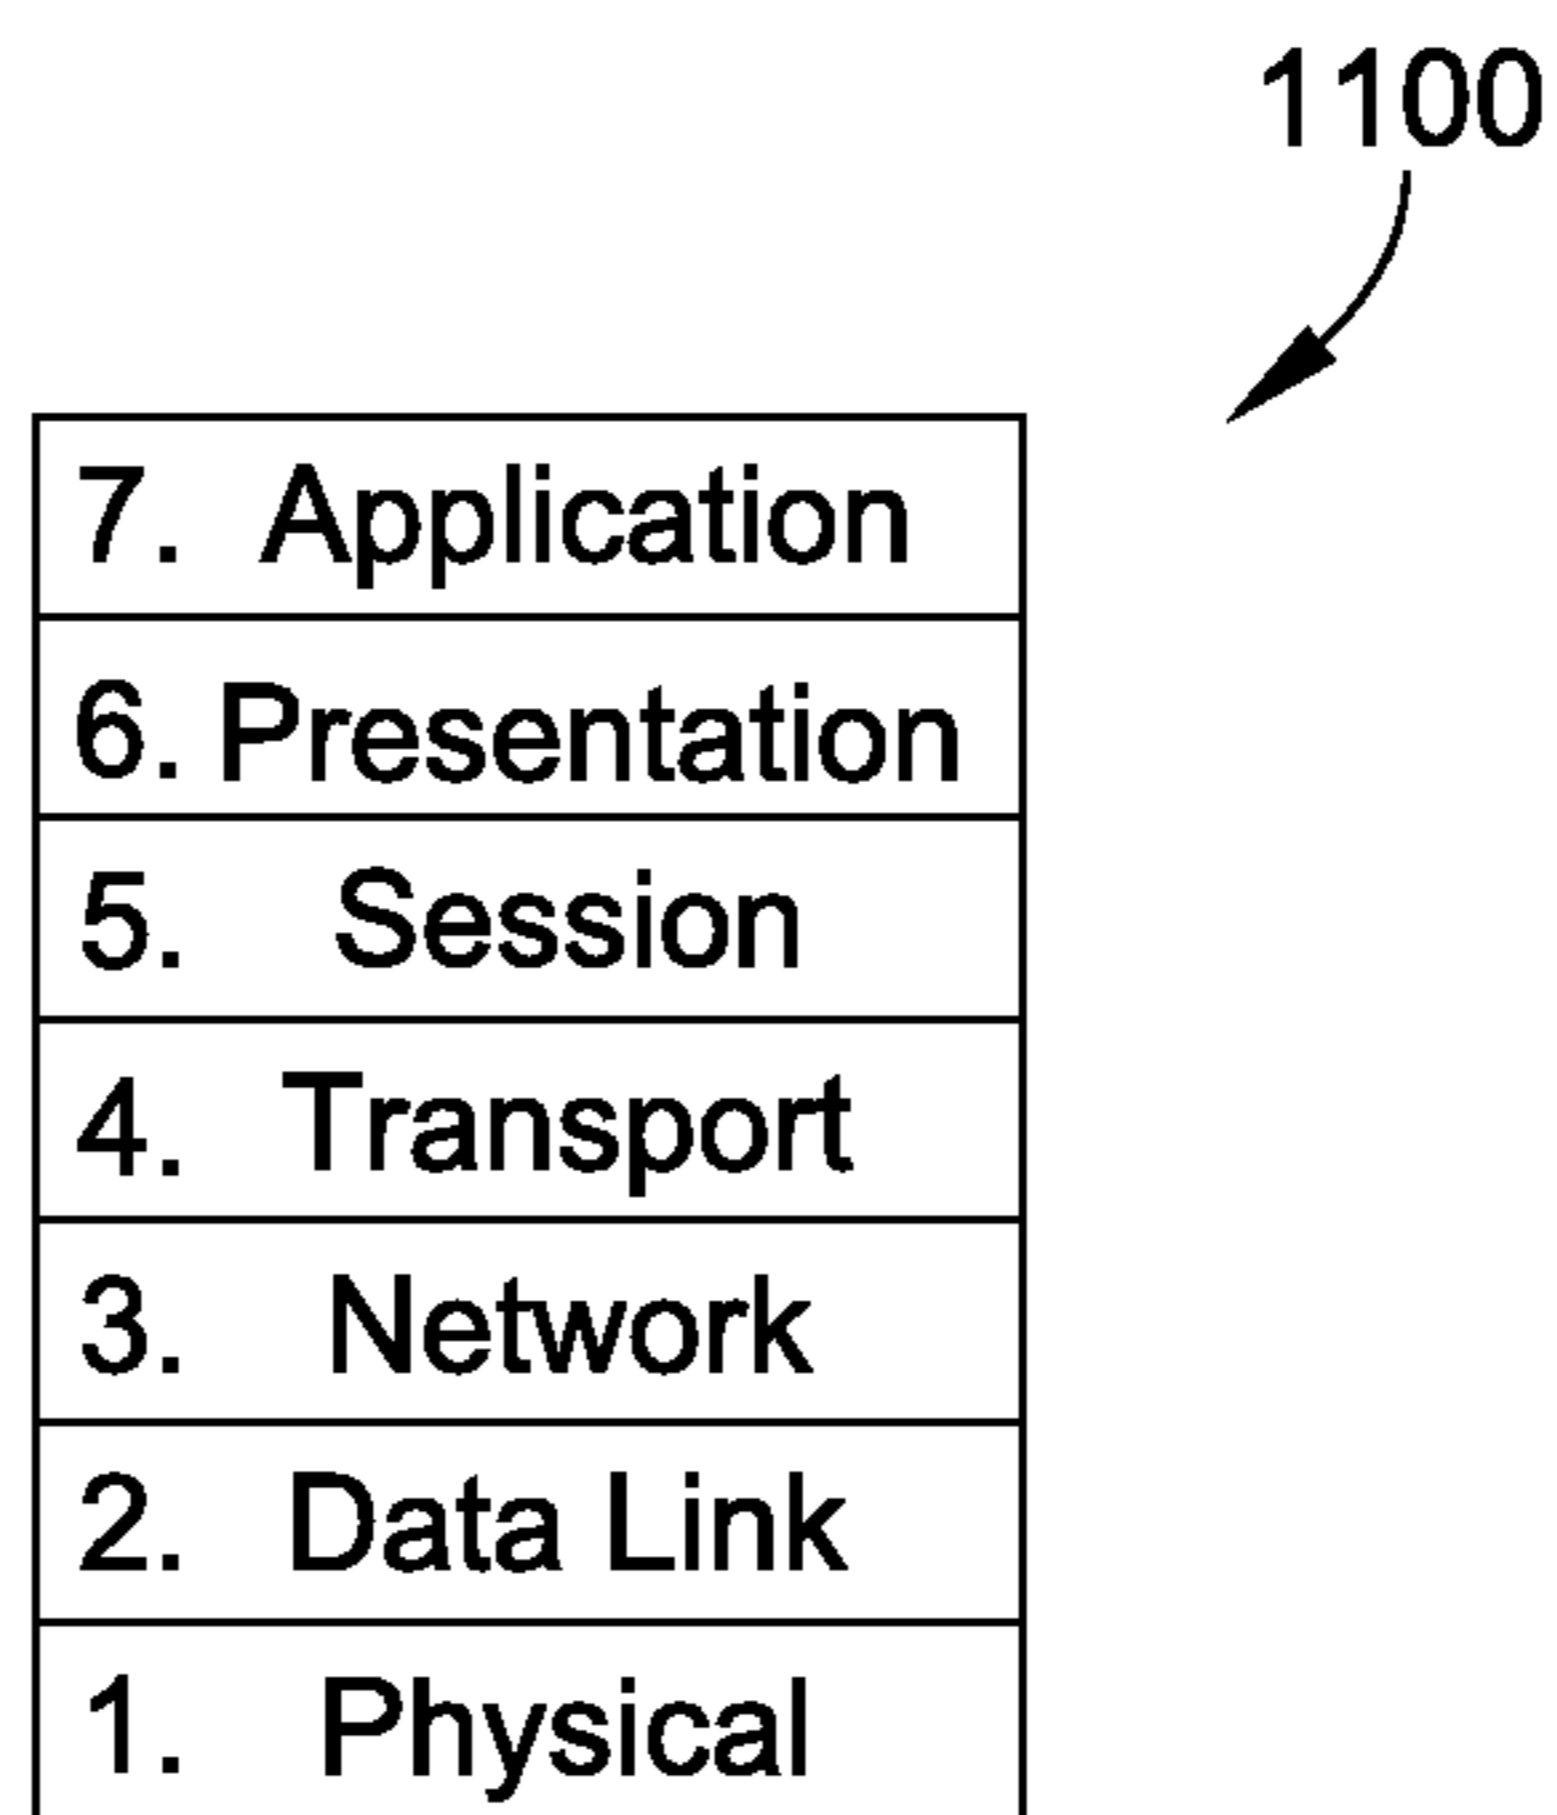 1100
7. Application
6. Presentation
5. Session
4. Transport
3. Network
2. Data Link
1. Physical